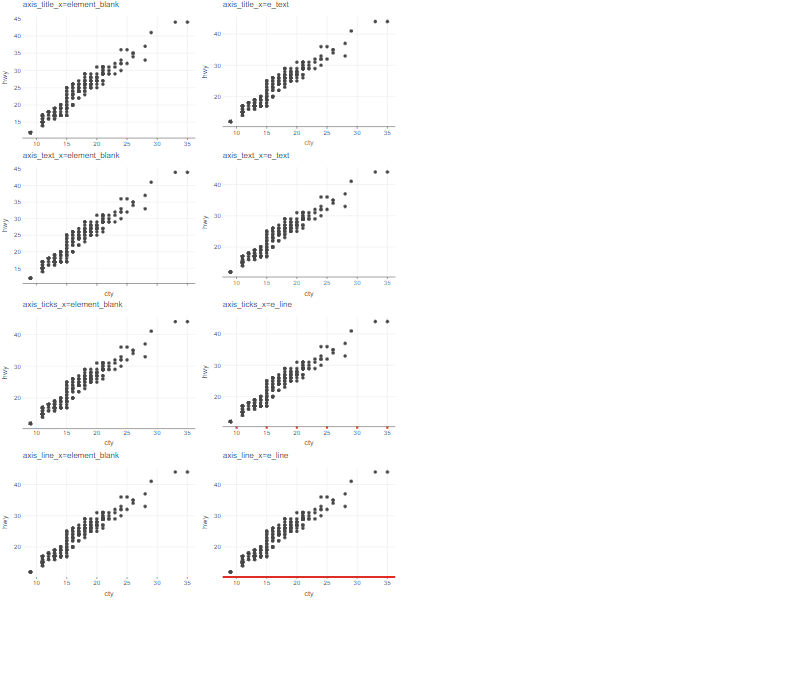 axis_title_x=element_blank
hwy
45
40
35
30
25
20
15
10 15 20 25 30 35
axis_title_x=e_text
hwy
40
30
20
10 15 20 25 30 35
cty
axis_text_x=element_blank
hwy
45
40
35
30
25
20
15
cty
axis_text_x=e_text
hwy
40
30
20
10 15 20 25 30 35
cty
axis_ticks_x=element_blank
hwy
40
30
20
10 15 20 25 30 35
cty
axis_ticks_x=e_line
hwy
40
30
20
10 15 20 25 30 35
cty
axis_line_x=element_blank
hwy
40
30
20
10 15 20 25 30 35
cty
axis_line_x=e_line
hwy
40
30
20
10 15 20 25 30 35
cty